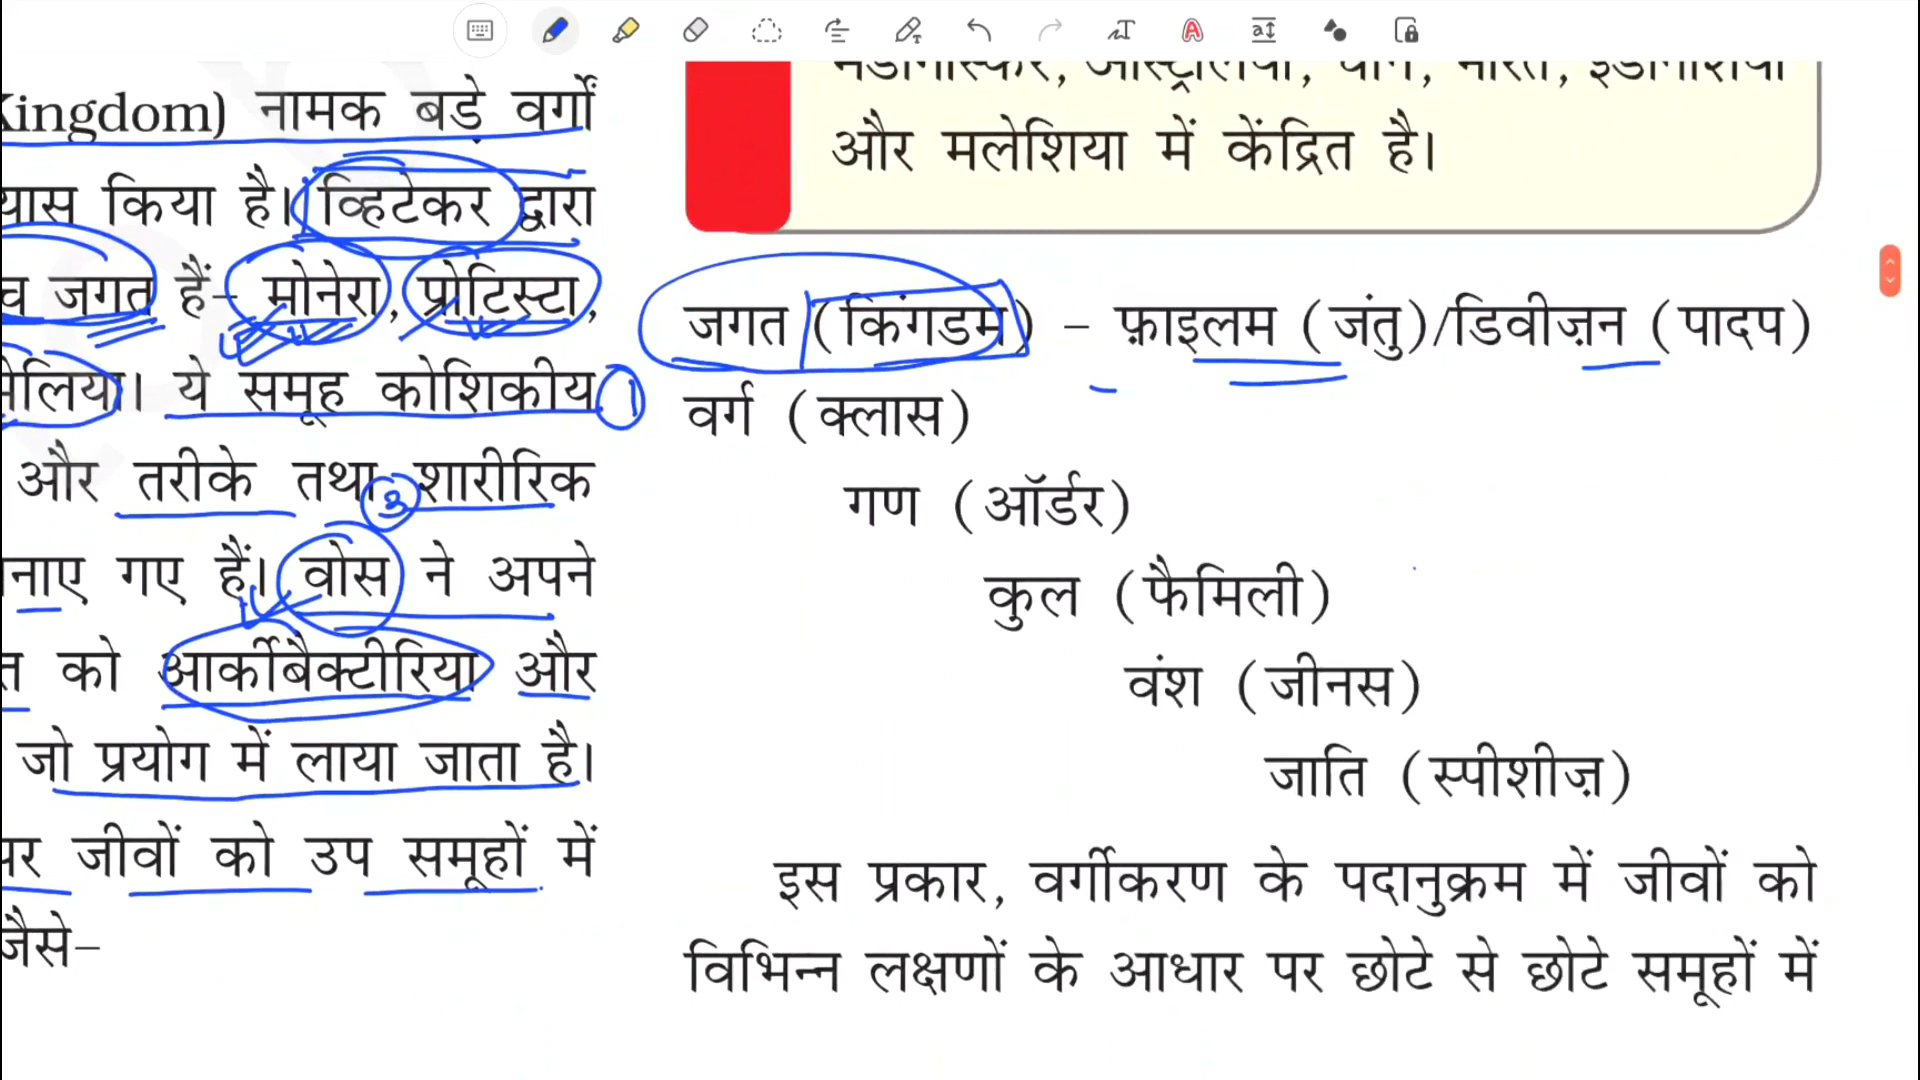 Kingdom) नामक बड़े वर्गों
किया है। व्हिटेकर द्वारा
जगत हैं– मोनेरा, प्रोटिस्टा,
ये समूह कोशिकीय 1
और तरीके तथा शारीरिक
गए हैं। वोस ने अपने
को आर्कीबैक्टीरिया और
जो प्रयोग में लाया जाता है।
जीवों को उप समूहों में
जैसे–
और मलेशिया में केंद्रित है।
जगत (किंगडम) – फ़ाइलम (जंतु)/डिवीज़न (पादप)
वर्ग (क्लास)
गण (ऑर्डर)
कुल (फैमिली)
वंश (जीनस)
जाति (स्पीशीज़)
इस प्रकार, वर्गीकरण के पदानुक्रम में जीवों को
विभिन्न लक्षणों के आधार पर छोटे से छोटे समूहों में